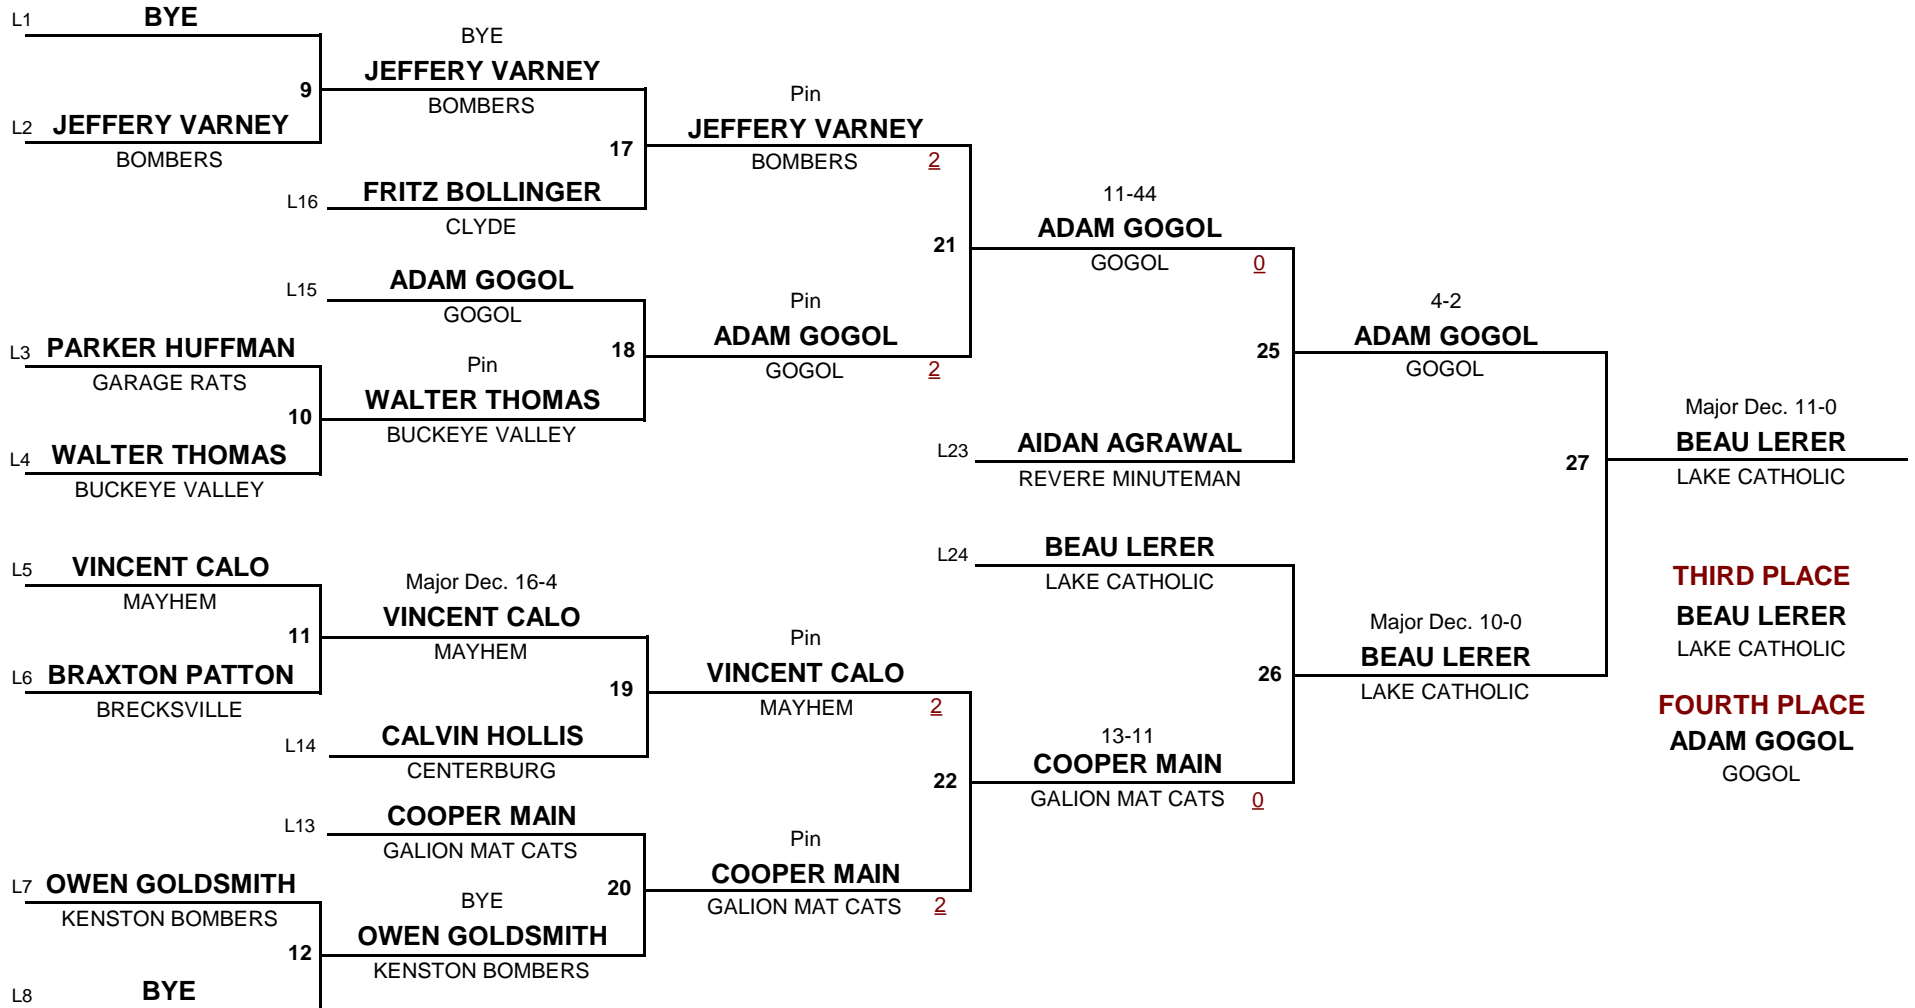 L1 BYE
BYE
JEFFERY VARNEY
9
BOMBERS
L2 JEFFERY VARNEY
BOMBERS
Pin
JEFFERY VARNEY
17
BOMBERS 2
L16 FRITZ BOLLINGER
CLYDE
11-44
ADAM GOGOL
21
GOGOL 0
L15 ADAM GOGOL
GOGOL
Pin
ADAM GOGOL
18
GOGOL 2
L3 PARKER HUFFMAN
GARAGE RATS
Pin
WALTER THOMAS
10
BUCKEYE VALLEY
L4 WALTER THOMAS
BUCKEYE VALLEY
4-2
ADAM GOGOL
25
GOGOL
L23 AIDAN AGRAWAL
REVERE MINUTEMAN
Major Dec. 11-0
BEAU LERER
27
LAKE CATHOLIC
L5 VINCENT CALO
MAYHEM
Major Dec. 16-4
VINCENT CALO
11
MAYHEM
L6 BRAXTON PATTON
BRECKSVILLE
Pin
VINCENT CALO
19
MAYHEM 2
L14 CALVIN HOLLIS
CENTERBURG
L24 BEAU LERER
LAKE CATHOLIC
Major Dec. 10-0
BEAU LERER
26
LAKE CATHOLIC
13-11
COOPER MAIN
22
GALION MAT CATS 0
L13 COOPER MAIN
GALION MAT CATS
Pin
COOPER MAIN
20
GALION MAT CATS 2
L7 OWEN GOLDSMITH
KENSTON BOMBERS
BYE
OWEN GOLDSMITH
12
KENSTON BOMBERS
L8 BYE
THIRD PLACE
BEAU LERER
LAKE CATHOLIC
FOURTH PLACE
ADAM GOGOL
GOGOL